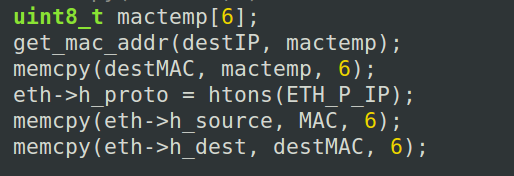 uint8_t mactemp[6];
get_mac_addr(destIP, mactemp);
memcpy(destMAC, mactemp, 6);
eth->h_proto = htons(ETH_P_IP);
memcpy(eth->h_source, MAC, 6);
memcpy(eth->h_dest, destMAC, 6);